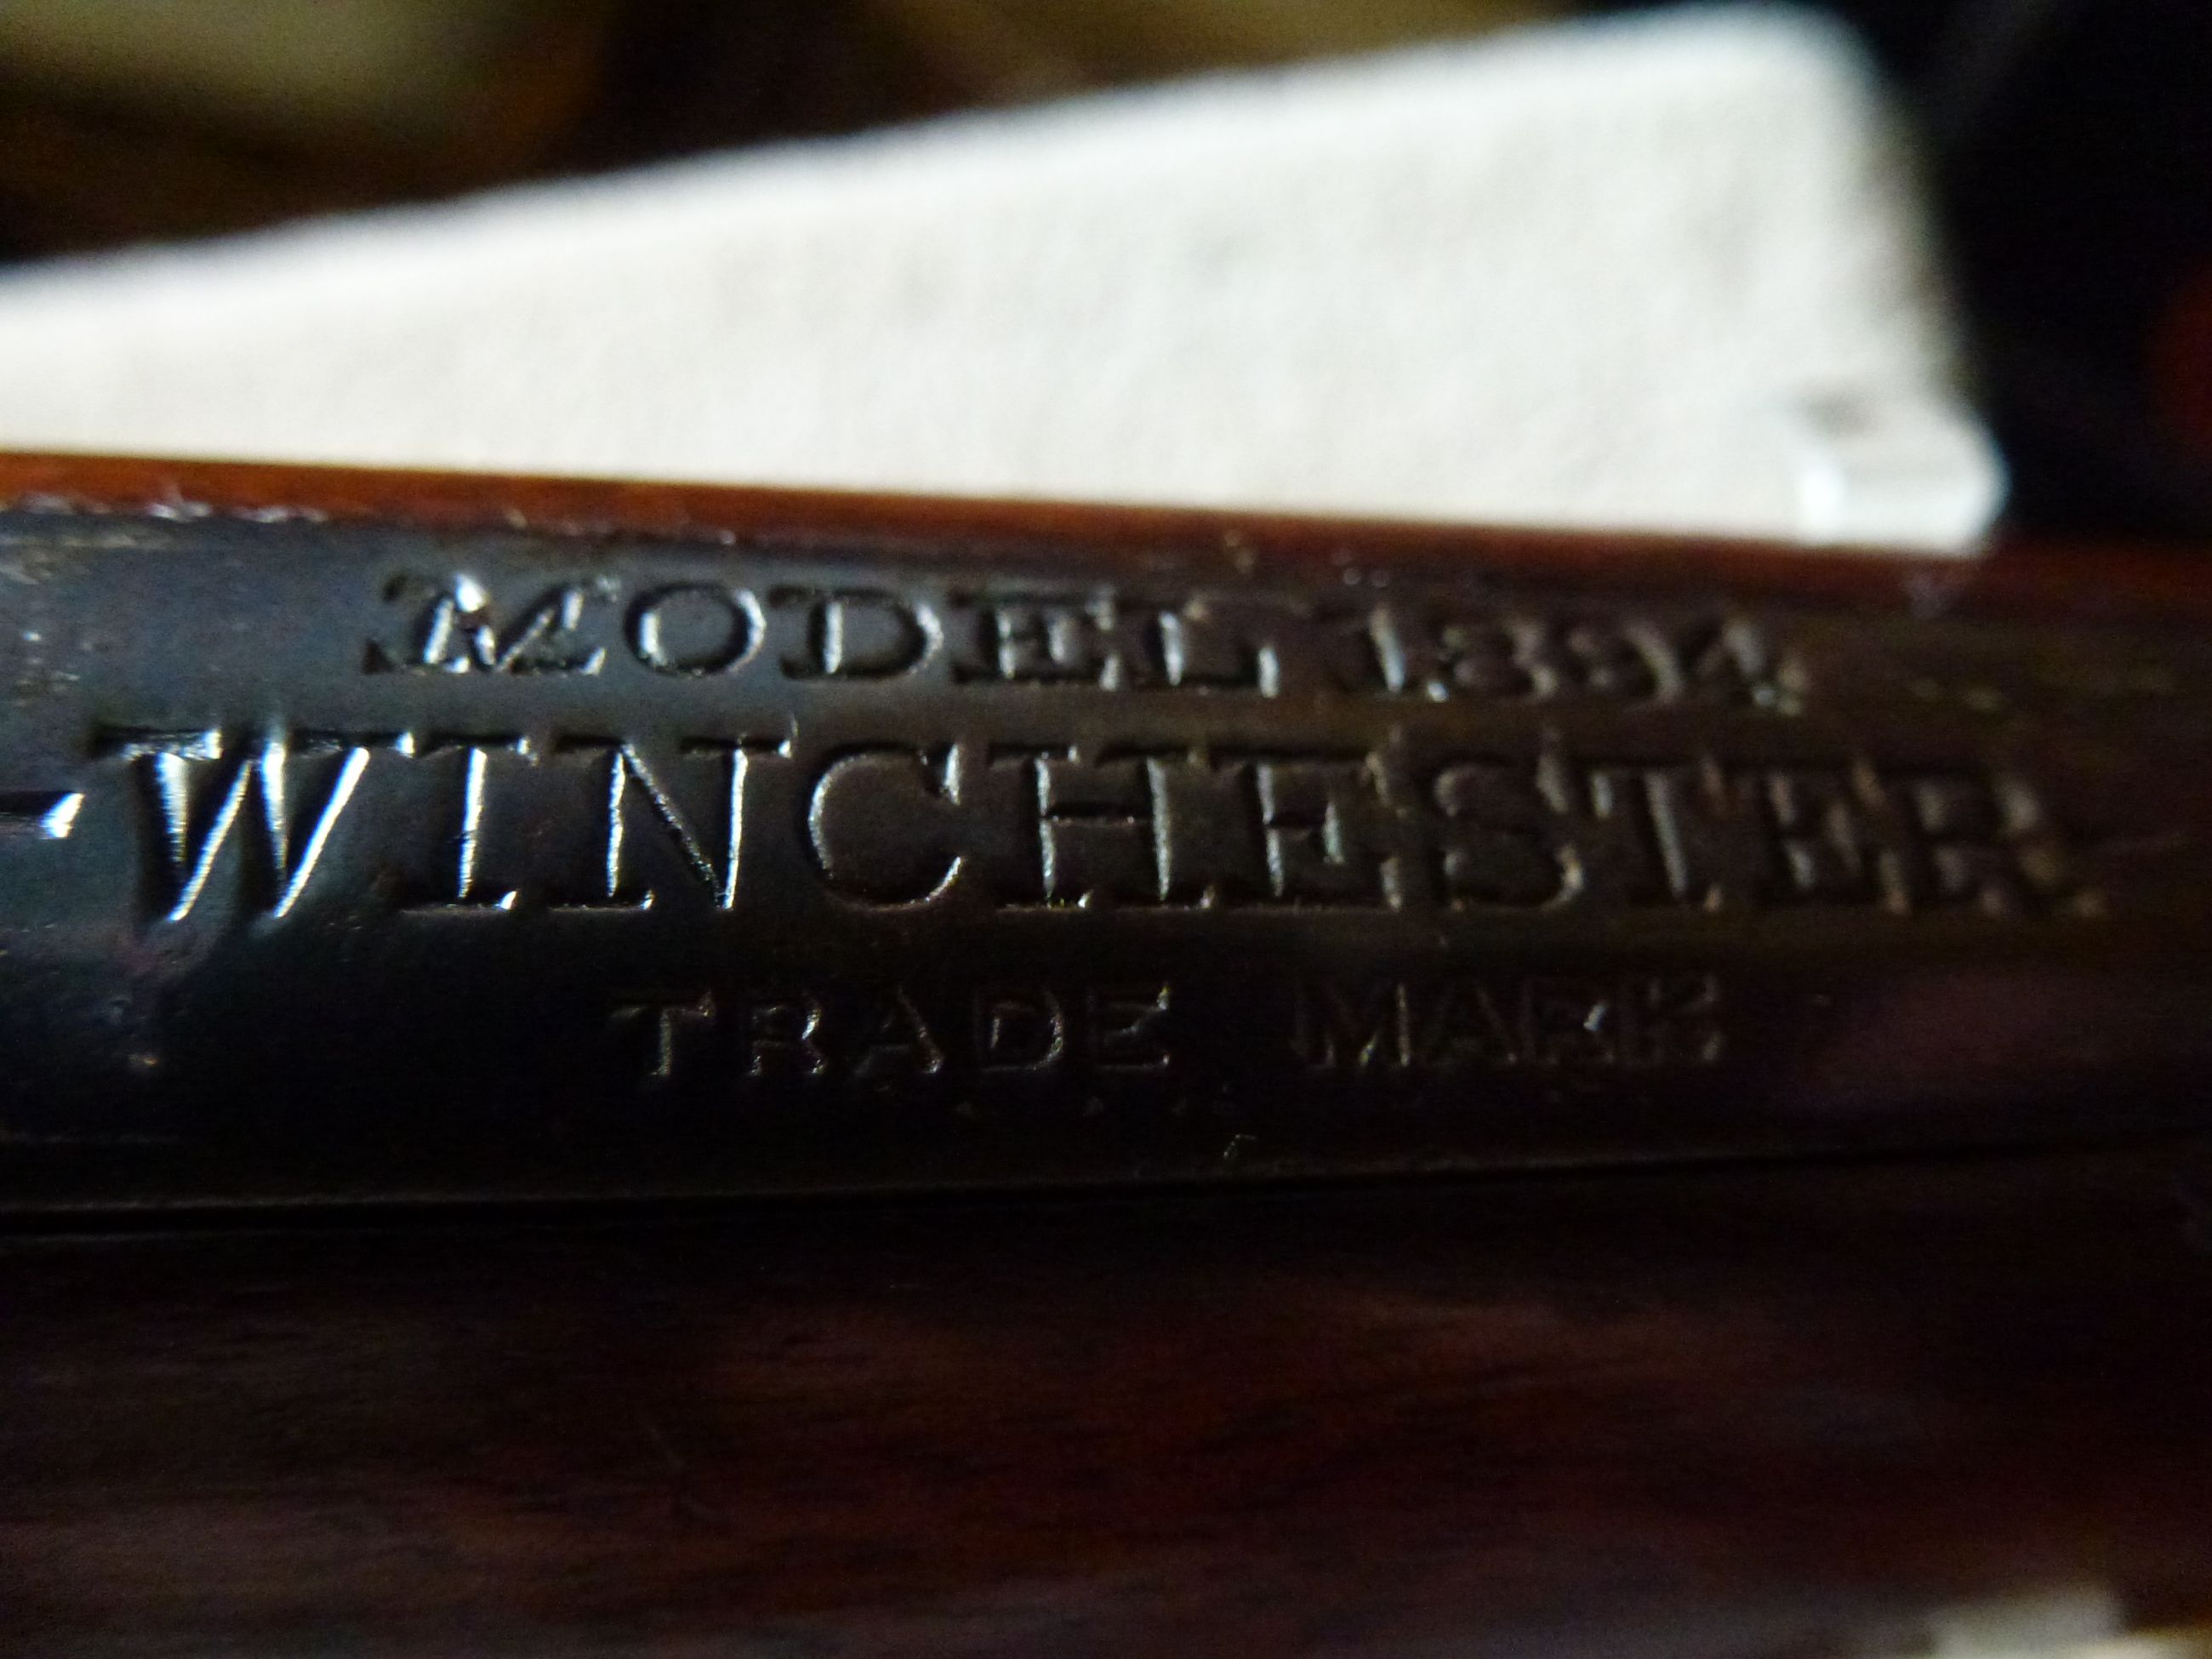 MODEL 1894
-WINCHESTER-
TRADE MARK